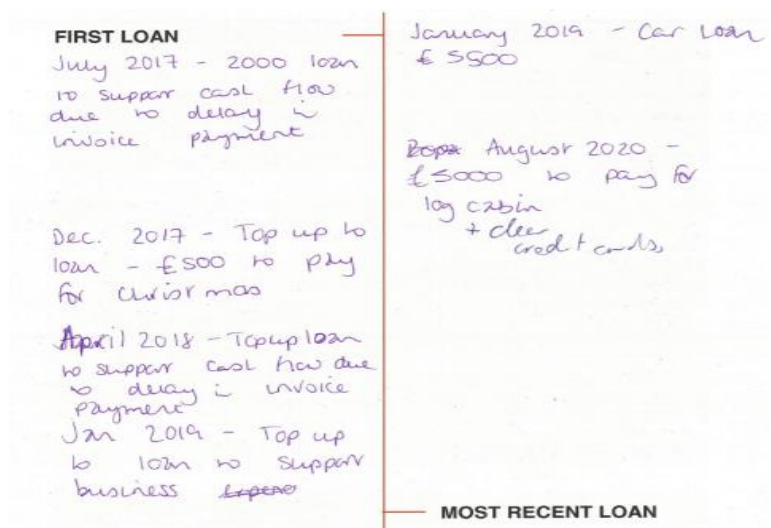 FIRST LOAN
July 2017 - 2000 loan
to support cash flow
due to delay in
invoice payment
Dec. 2017 - Top up to
loan - £500 to pay
for Christmas
April 2018 - Top up loan
to support cash flow due
to delay in invoice
payment
Jan 2019 - Top up
to loan to support
business
January 2019 - Car Loan
£5500
August 2020 -
£5000 to pay for
log cabin
+ clear
credit cards
MOST RECENT LOAN